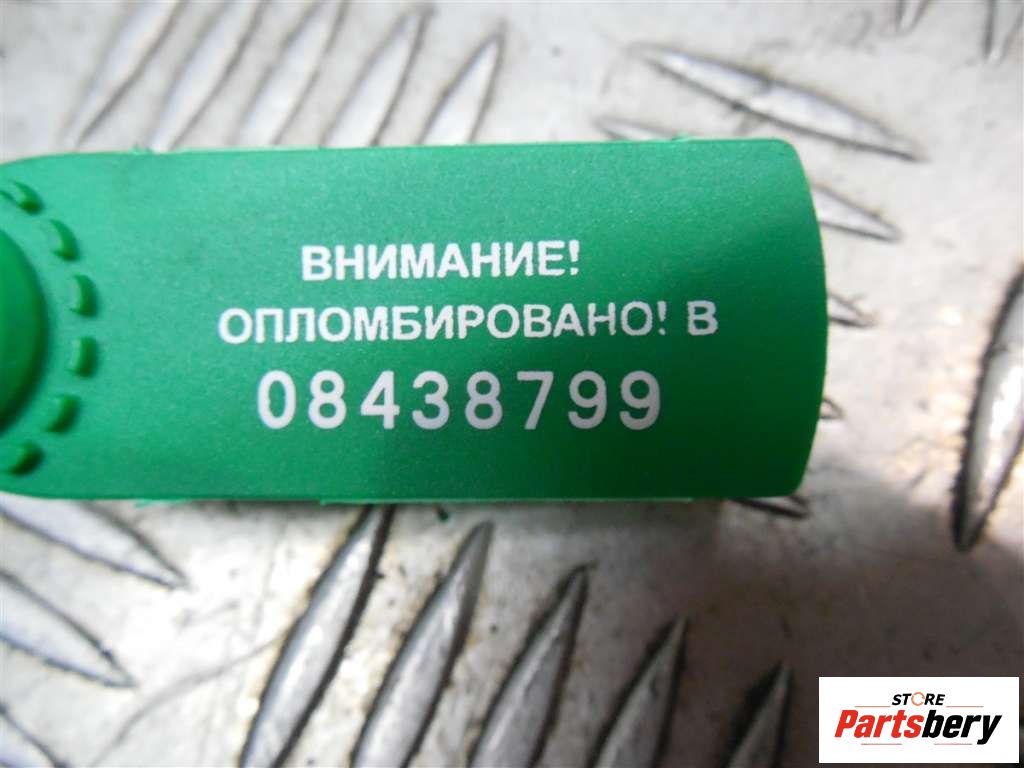 ВНИМАНИЕ!
ОПЛОМБИРОВАНО! В
08438799
STORE
Partsbery